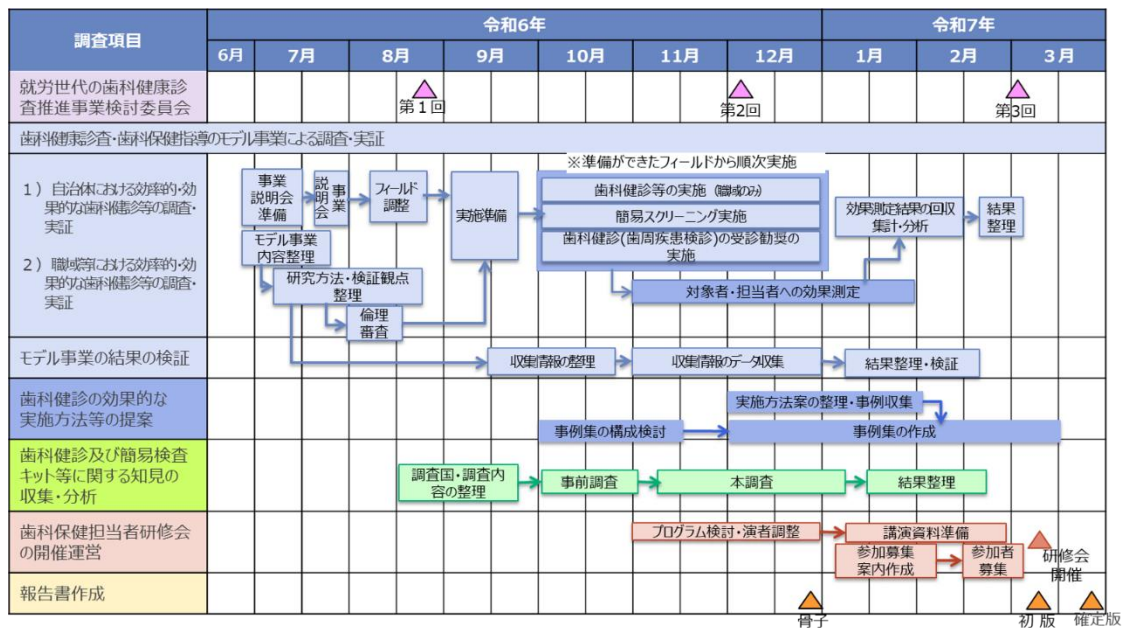 調査項目
令和6年
令和7年
6月
7月
8月
9月
10月
11月
12月
1月
2月
3月
就労世代の歯科健康診
査推進事業検討委員会
第1回
第2回
第3回
歯科健康診査・歯科保健指導のモデル事業による調査・実証
1）自治体における効率的・効
果的な歯科健診等の調査・
実証
2）職域等における効率的・効
果的な歯科健診等の調査・
実証
事業
説明会
準備
事業
説明会
フィールド
調整
実施準備
※準備ができたフィールドから順次実施
歯科健診等の実施（職域のみ）
簡易スクリーニング実施
歯科健診(歯周疾患検診)の受診勧奨の
実施
効果測定結果の回収
集計・分析
結果
整理
モデル事業
内容整理
研究方法・検証観点
整理
倫理
審査
対象者・担当者への効果測定
モデル事業の結果の検証
収集情報の整理
収集情報のデータ収集
結果整理・検証
歯科健診の効果的な
実施方法等の提案
実施方法案の整理・事例収集
事例集の構成検討
事例集の作成
歯科健診及び簡易検査
キット等に関する知見の
収集・分析
調査国・調査内
容の整理
事前調査
本調査
結果整理
歯科保健担当者研修会
の開催運営
プログラム検討・演者調整
講演資料準備
参加募集
案内作成
参加者
募集
研修会
開催
報告書作成
骨子
初 版
確定版